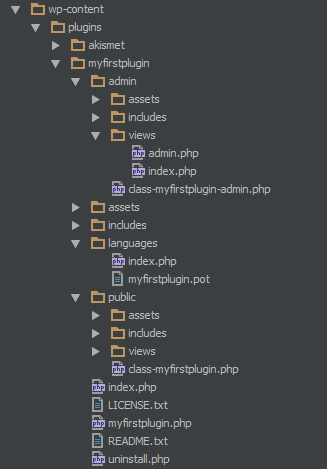 wp-content
plugins
akismet
myfirstplugin
admin
assets
includes
views
admin.php
index.php
class-myfirstplugin-admin.php
assets
includes
languages
index.php
myfirstplugin.pot
public
assets
includes
views
class-myfirstplugin.php
index.php
LICENSE.txt
myfirstplugin.php
README.txt
uninstall.php